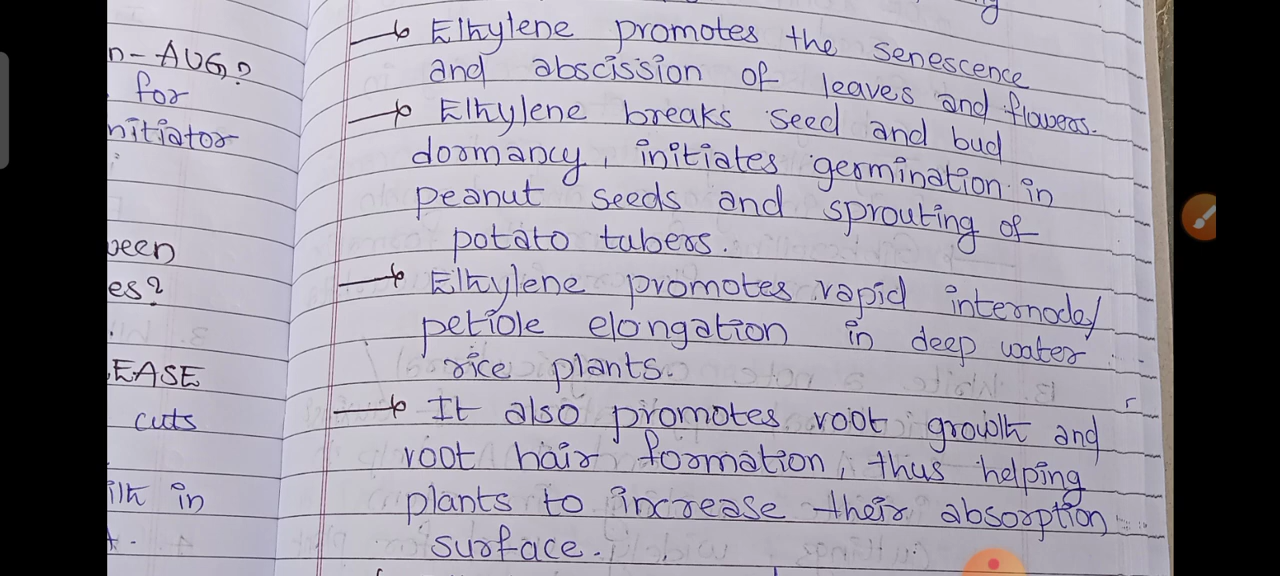 n-AUG?
for
nitiator
ween
es?
EASE
cuts
ilk in
→ Ethylene promotes the senescence
and abscission of leaves and flowers.
→ Ethylene breaks seed and bud
dormancy, initiates germination in
peanut seeds and sprouting of
potato tubers.
→ Ethylene promotes rapid internode/
petiole elongation in deep water
rice plants.
→ It also promotes root growth and
root hair formation, thus helping
plants to increase their absorption
surface.